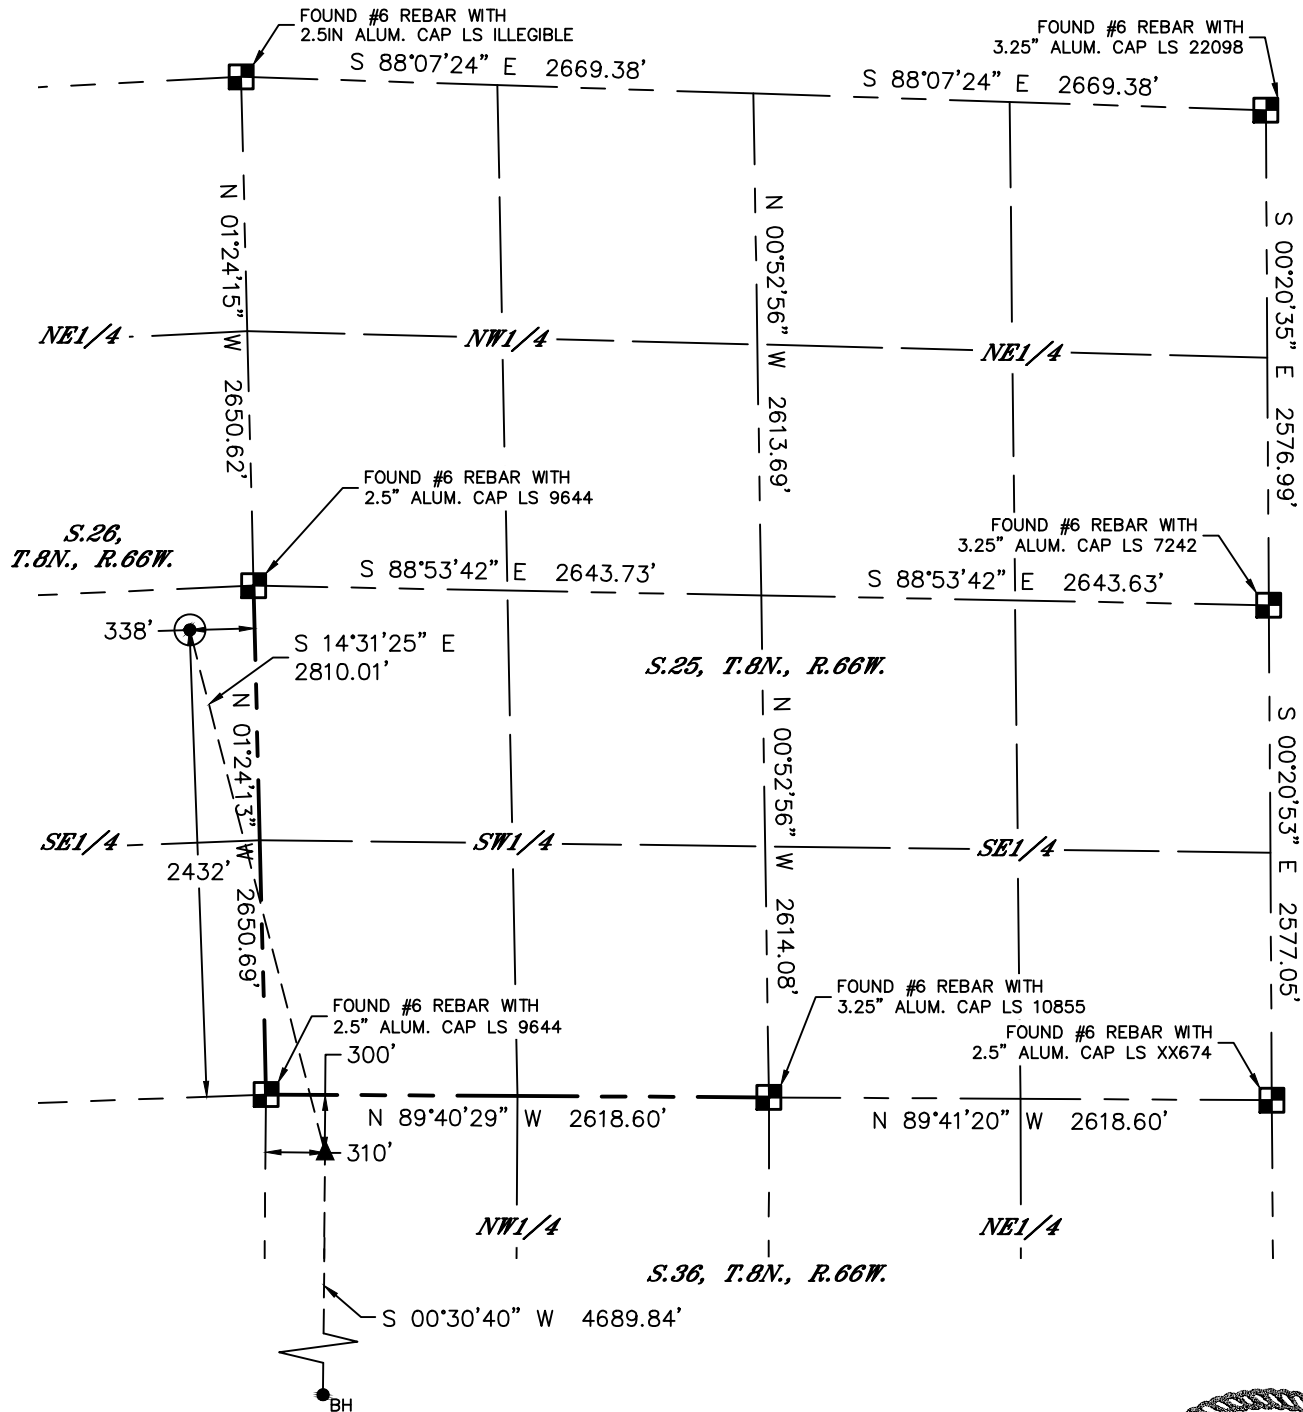 FOUND #6 REBAR WITH
2.5IN ALUM. CAP LS ILLEGIBLE
FOUND #6 REBAR WITH
3.25" ALUM. CAP LS 22098
S 88°07'24" E 2669.38'
S 88°07'24" E 2669.38'
N 01°24'15" W 2650.62'
N 00°52'56" W 2613.69'
S 00°20'35" E 2576.99'
NE1/4
NW1/4
NE1/4
FOUND #6 REBAR WITH
2.5" ALUM. CAP LS 9644
S.26,
T.8N., R.66W.
FOUND #6 REBAR WITH
3.25" ALUM. CAP LS 7242
S 88°53'42" E 2643.73'
S 88°53'42" E 2643.63'
338'
S 14°31'25" E
2810.01'
S.25, T.8N., R.66W.
N 01°24'13" W 2650.69'
N 00°52'56" W 2614.08'
S 00°20'53" E 2577.05'
SE1/4
SW1/4
SE1/4
2432'
FOUND #6 REBAR WITH
2.5" ALUM. CAP LS 9644
FOUND #6 REBAR WITH
3.25" ALUM. CAP LS 10855
FOUND #6 REBAR WITH
2.5" ALUM. CAP LS XX674
300'
N 89°40'29" W 2618.60'
N 89°41'20" W 2618.60'
310'
NW1/4
NE1/4
S.36, T.8N., R.66W.
S 00°30'40" W 4689.84'
BH